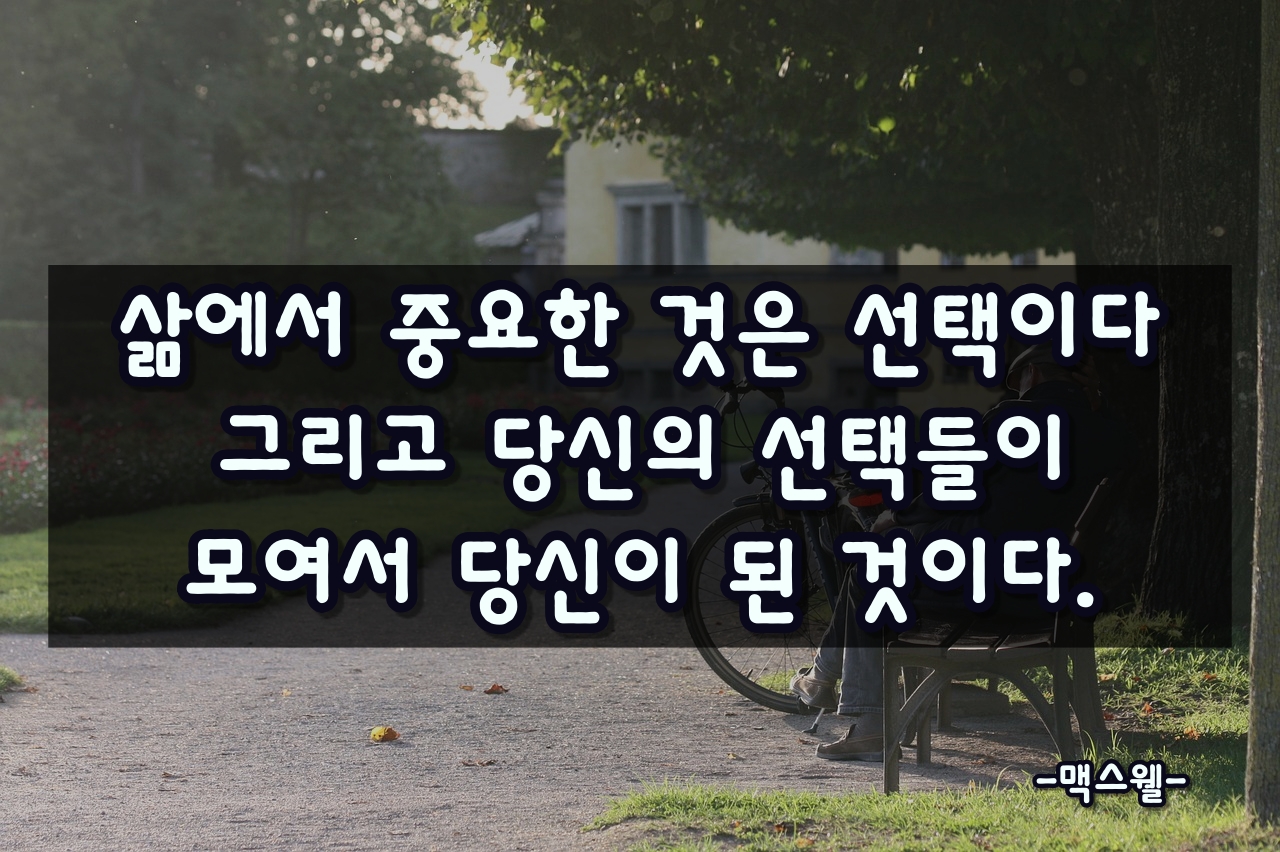 삶에서 중요한 것은 선택이다
그리고 당신의 선택들이
모여서 당신이 된 것이다.
-맥스웰-